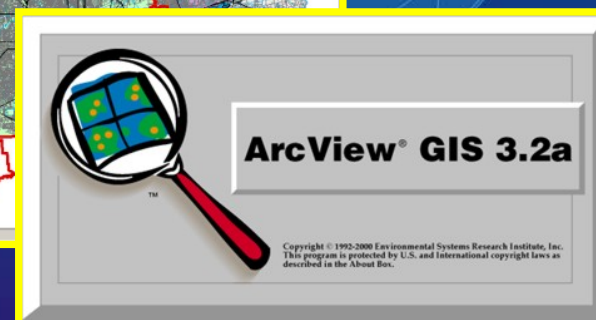 ArcView® GIS 3.2a
TM
Copyright © 1992-2000 Environmental Systems Research Institute, Inc.
This program is protected by U.S. and International copyright laws as
described in the About Box.